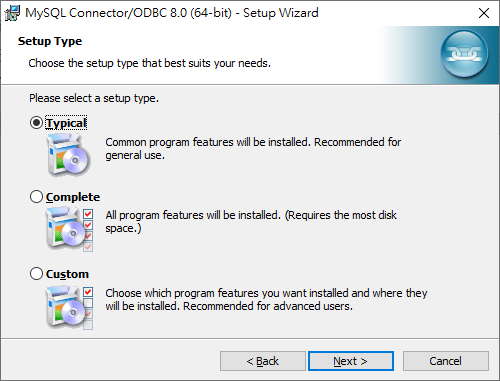 MySQL Connector/ODBC 8.0 (64-bit) - Setup Wizard
Setup Type
Choose the setup type that best suits your needs.
Please select a setup type.
Typical
Common program features will be installed. Recommended for
general use.
Complete
All program features will be installed. (Requires the most disk
space.)
Custom
Choose which program features you want installed and where they
will be installed. Recommended for advanced users.
< Back
Next >
Cancel